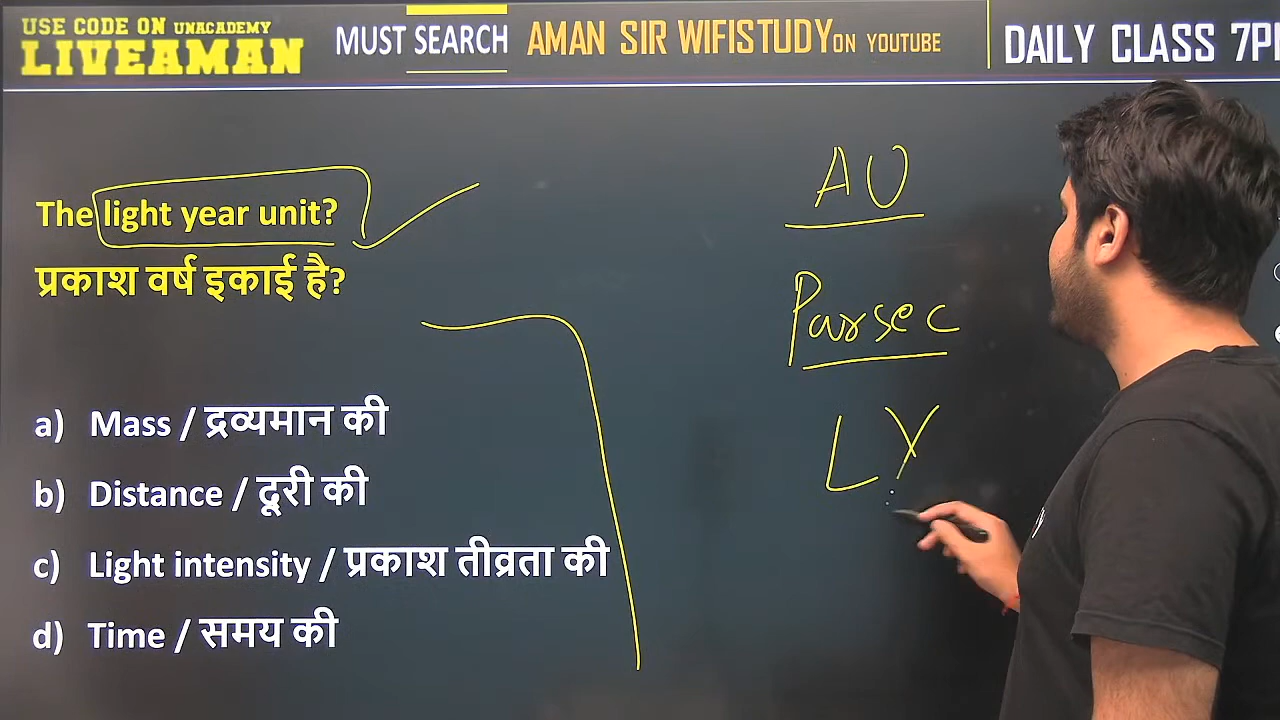 USE CODE ON UNACADEMY
LIVEAMAN
MUST SEARCH AMAN SIR WIFISTUDY ON YOUTUBE
DAILY CLASS 7P
The light year unit?
प्रकाश वर्ष इकाई है?
a) Mass / द्रव्यमान की
b) Distance / दूरी की
c) Light intensity / प्रकाश तीव्रता की
d) Time / समय की
AU
Parsec
LY